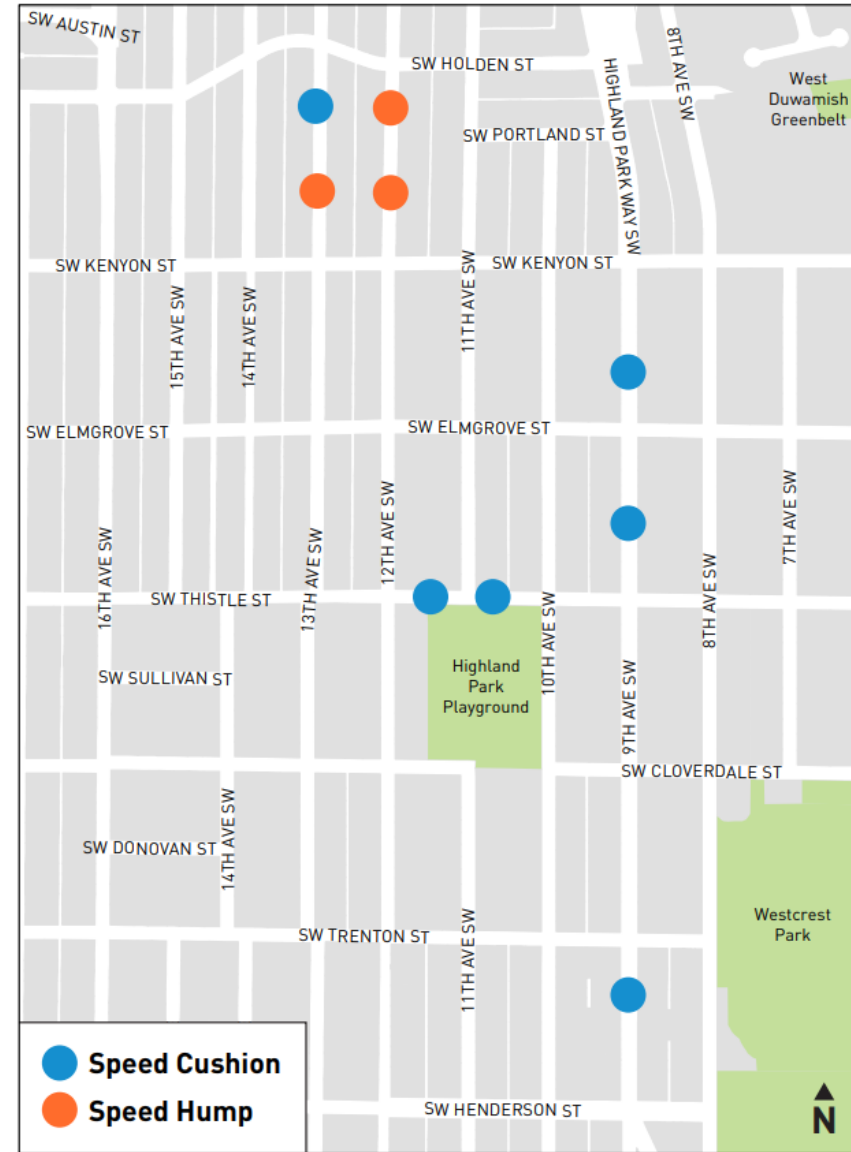 SW AUSTIN ST
8TH AVE SW
SW HOLDEN ST
HIGHLAND PARK WAY SW
West
Duwamish
Greenbelt
SW PORTLAND ST
SW KENYON ST
SW KENYON ST
11TH AVE SW
15TH AVE SW
14TH AVE SW
SW ELMGROVE ST
SW ELMGROVE ST
12TH AVE SW
7TH AVE SW
16TH AVE SW
13TH AVE SW
SW THISTLE ST
8TH AVE SW
10TH AVE SW
Highland
Park
Playground
SW SULLIVAN ST
9TH AVE SW
SW CLOVERDALE ST
14TH AVE SW
SW DONOVAN ST
Westcrest
Park
SW TRENTON ST
11TH AVE SW
Speed Cushion
Speed Hump
SW HENDERSON ST
N